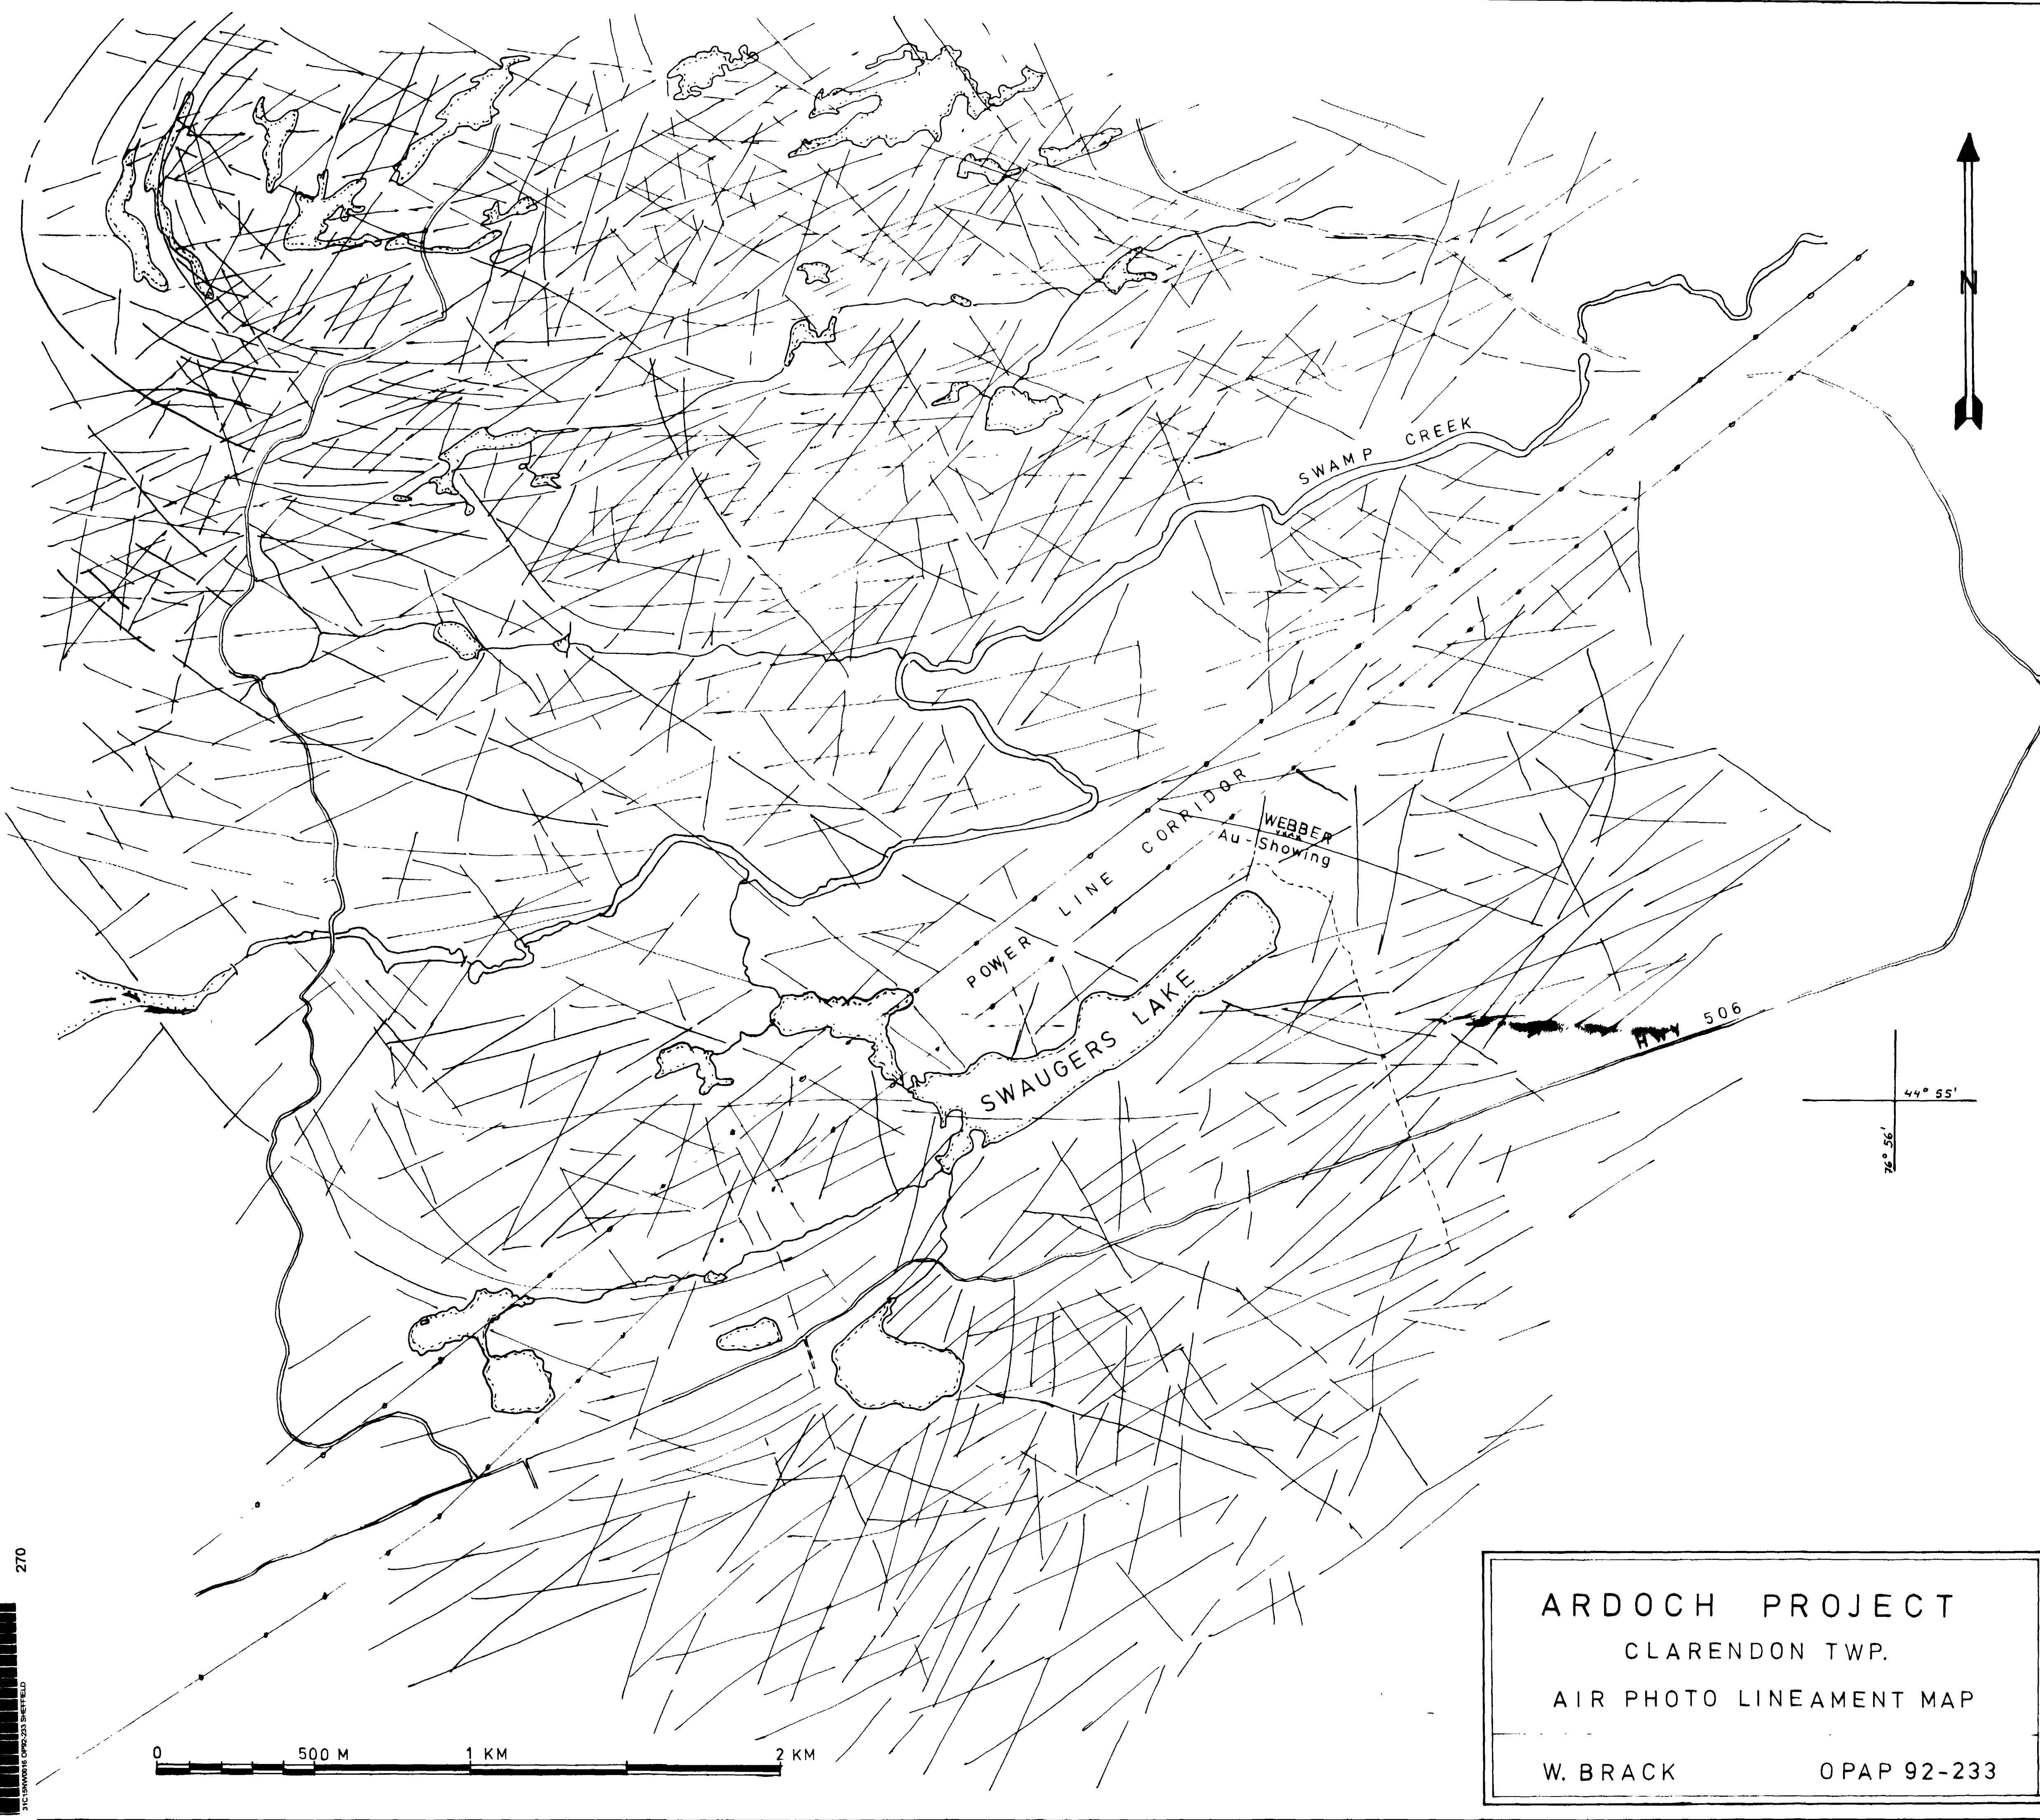 N
SWAMP CREEK
POWER LINE CORRIDOR
WEBBER
Au - Showing
SWAUGERS LAKE
HWY 506
44° 55'
76° 56'
270
0 500 M 1 KM 2 KM
ARDOCH PROJECT
CLARENDON TWP.
AIR PHOTO LINEAMENT MAP
W. BRACK OPAP 92-233